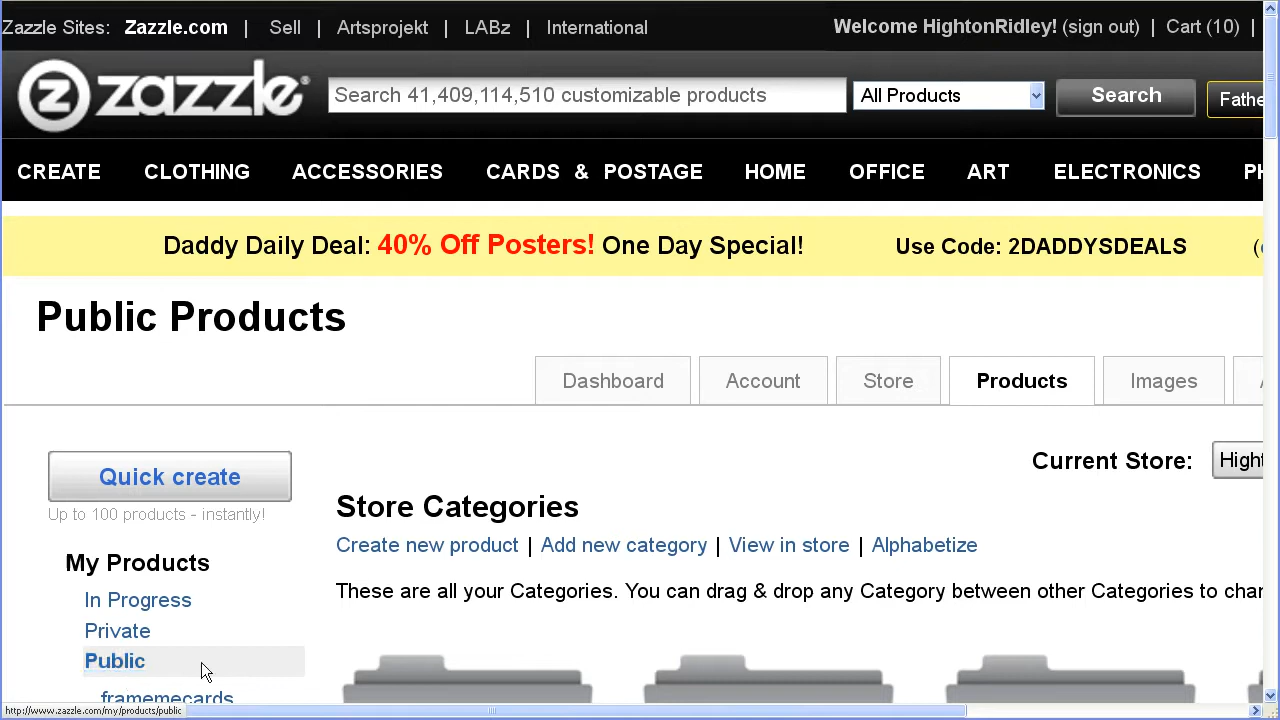 Zazzle Sites: Zazzle.com | Sell | Artsprojekt | LABz | International Welcome HightonRidley! (sign out) | Cart (10) |
zazzle® Search 41,409,114,510 customizable products All Products Search Fathe
CREATE CLOTHING ACCESSORIES CARDS & POSTAGE HOME OFFICE ART ELECTRONICS PH
Daddy Daily Deal: 40% Off Posters! One Day Special! Use Code: 2DADDYSDEALS (
Public Products
Dashboard Account Store Products Images
Current Store: Hight
Quick create
Up to 100 products - instantly!
Store Categories
Create new product | Add new category | View in store | Alphabetize
My Products
These are all your Categories. You can drag & drop any Category between other Categories to char
In Progress
Private
Public
framemecards
http://www.zazzle.com/my/products/public